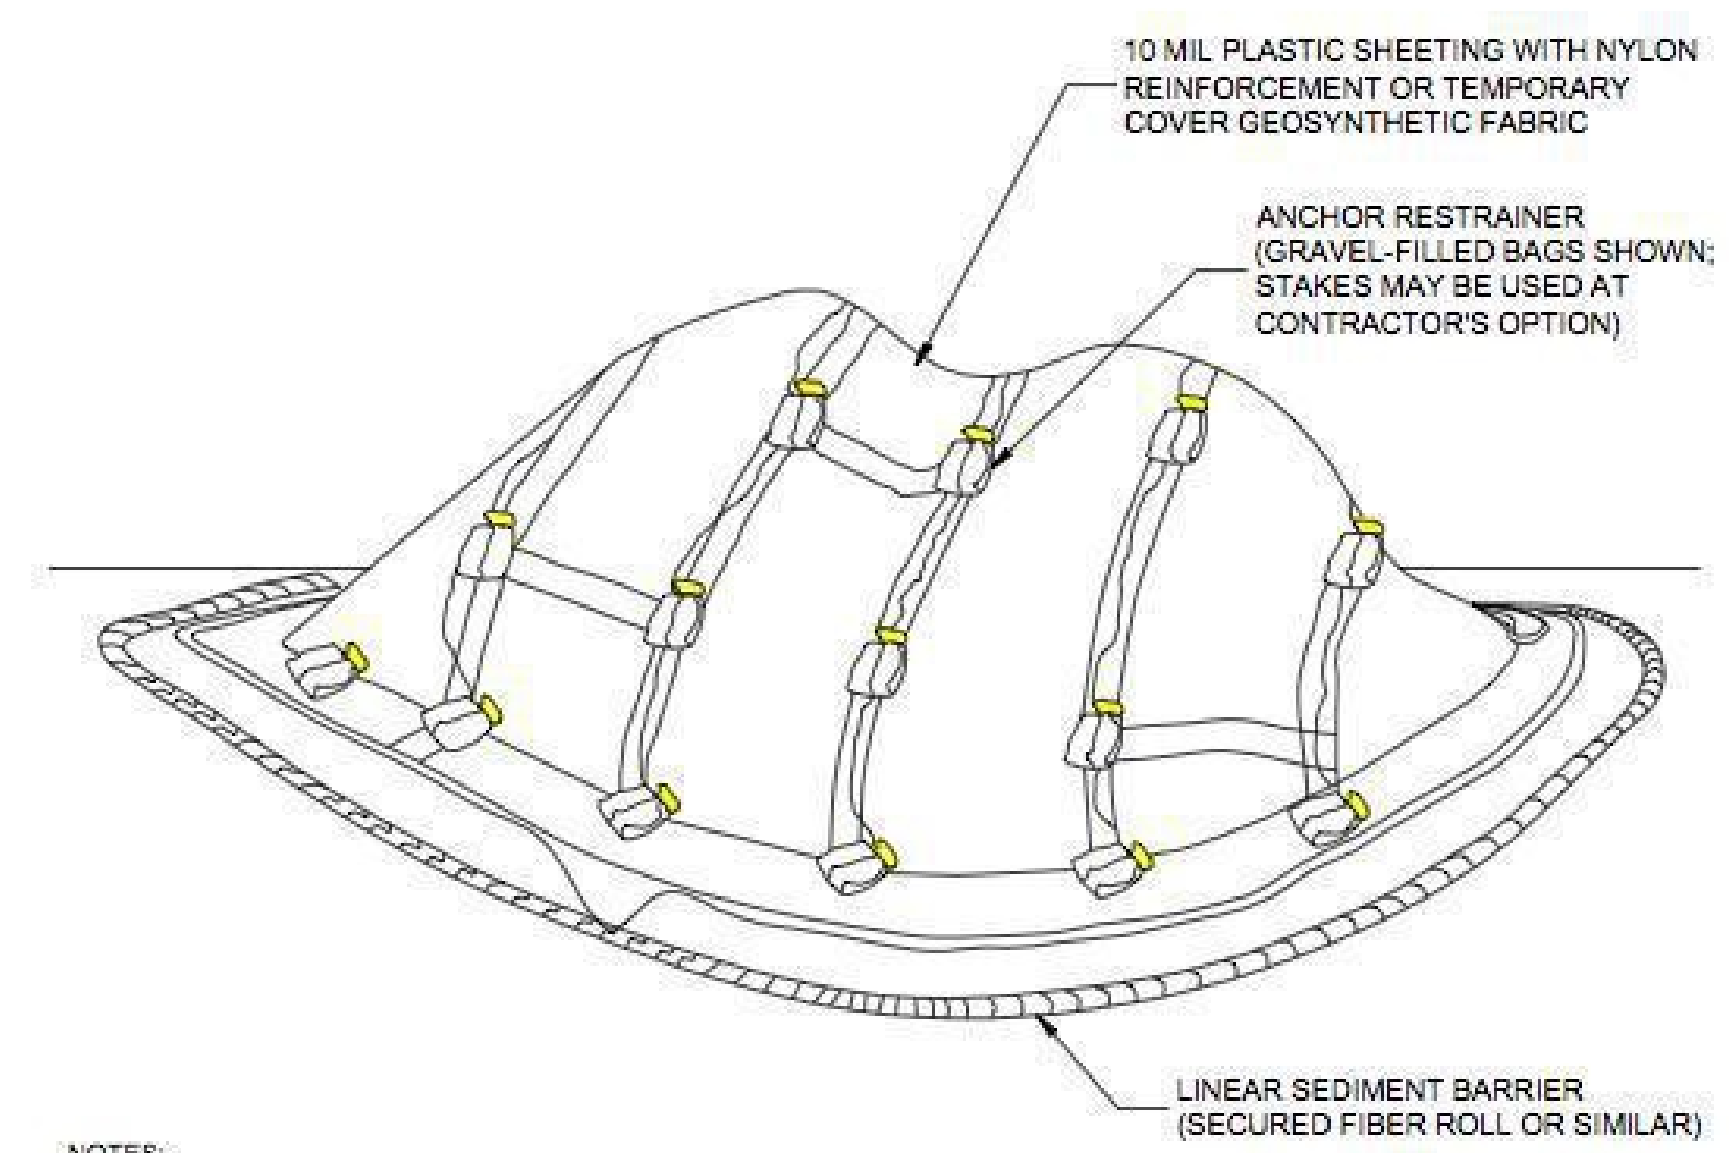 10 MIL PLASTIC SHEETING WITH NYLON
REINFORCEMENT OR TEMPORARY
COVER GEOSYNTHETIC FABRIC
ANCHOR RESTRAINER
(GRAVEL-FILLED BAGS SHOWN;
STAKES MAY BE USED AT
CONTRACTOR'S OPTION)
LINEAR SEDIMENT BARRIER
(SECURED FIBER ROLL OR SIMILAR)
NOTES: